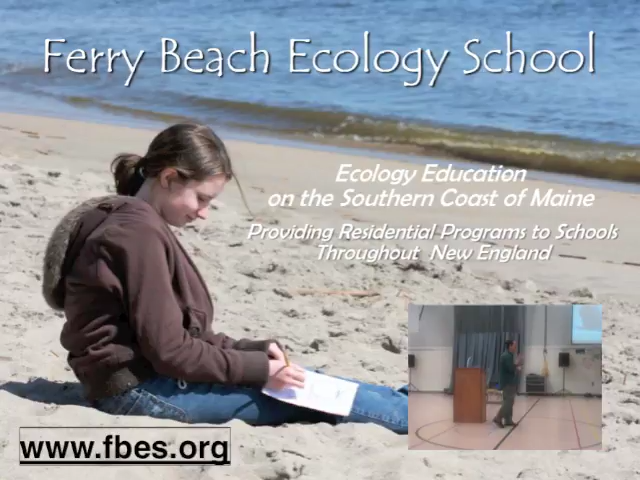 Ferry Beach Ecology School
Ecology Education
on the Southern Coast of Maine
Providing Residential Programs to Schools
Throughout New England
www.fbes.org